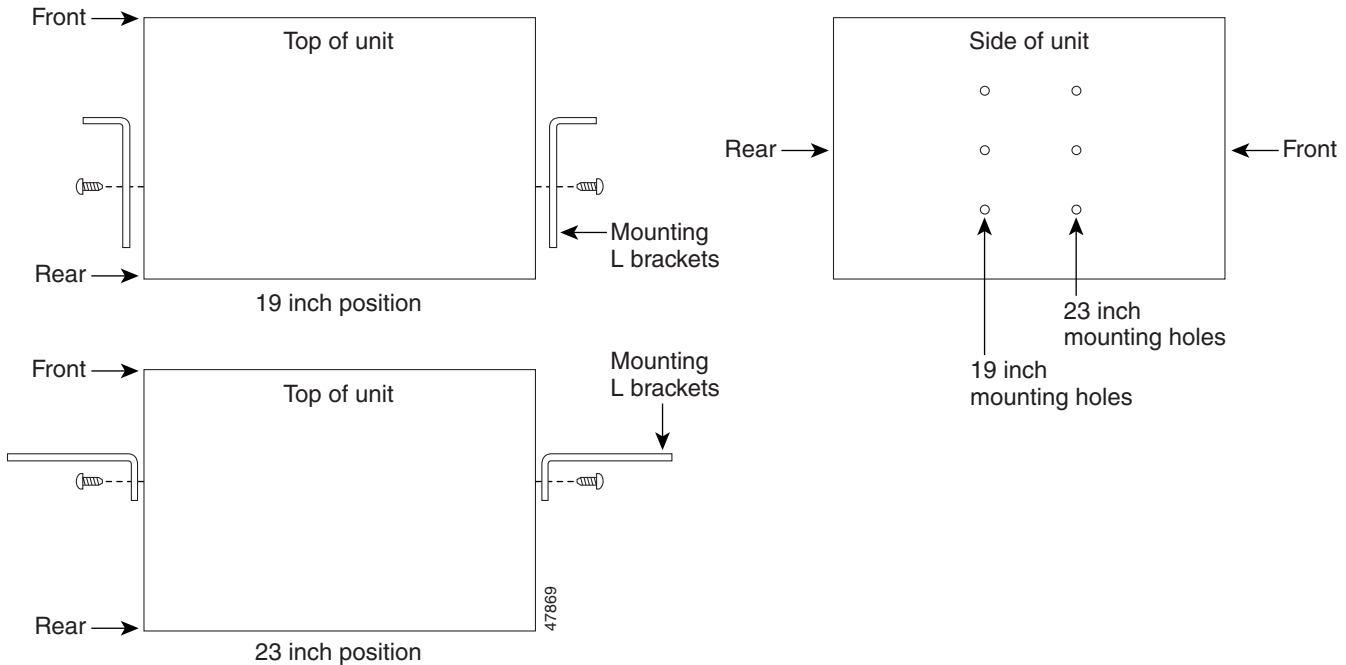 Front
Top of unit
Rear
Mounting
L brackets
19 inch position
Side of unit
Rear
Front
23 inch
mounting holes
19 inch
mounting holes
Front
Top of unit
Mounting
L brackets
Rear
47869
23 inch position